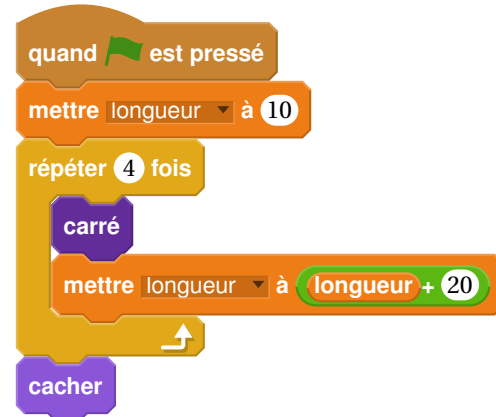 quand est pressé
mettre longueur à 10
répéter 4 fois
carré
mettre longueur à longueur + 20
cacher